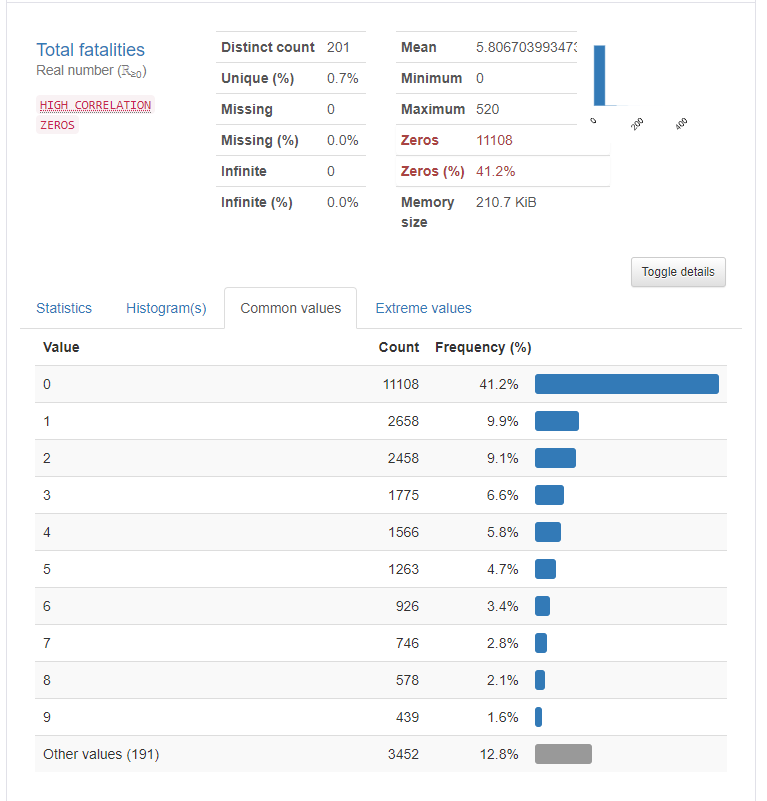 Total fatalities
Real number (ℝ≥0)
HIGH CORRELATION
ZEROS
Distinct count 201
Unique (%) 0.7%
Missing 0
Missing (%) 0.0%
Infinite 0
Infinite (%) 0.0%
Mean 5.806703993473
Minimum 0
Maximum 520
Zeros 11108
Zeros (%) 41.2%
Memory size 210.7 KiB
0 200 400
Toggle details
Statistics Histogram(s) Common values Extreme values
Value Count Frequency (%)
0 11108 41.2%
1 2658 9.9%
2 2458 9.1%
3 1775 6.6%
4 1566 5.8%
5 1263 4.7%
6 926 3.4%
7 746 2.8%
8 578 2.1%
9 439 1.6%
Other values (191) 3452 12.8%